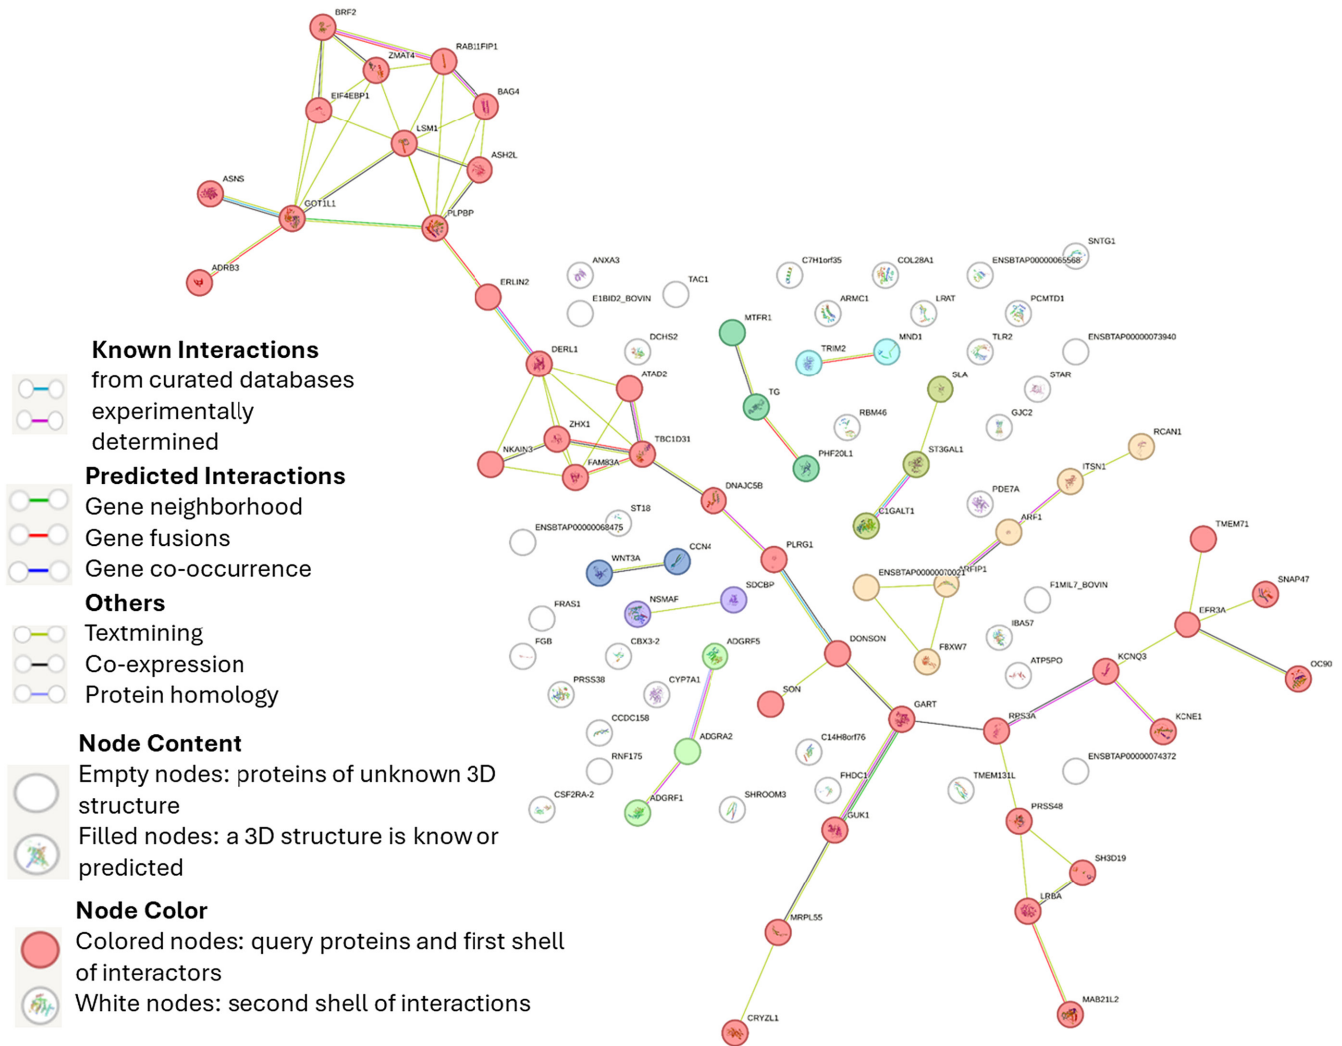 BRF2
ZMAT4
RAB11FIP1
EIF4EBP1
BAG4
LSM1
ASH2L
ASNS
GOT1L1
PLPBP
ADRB3
ERLIN2
ANXA3
TAC1
E1BID2_BOVIN
C7H1orf35
COL28A1
ENSBTAP00000065568
SNTG1
ARMC1
LRAT
PCMTD1
MTFR1
DCHS2
DERL1
TRIM2
MND1
TLR2
ENSBTAP00000073940
ATAD2
TG
SLA
STAR
ZHX1
TBC1D31
RBM46
GJC2
NKAIN3
FAM83A
PHF20L1
ST3GAL1
RCAN1
ITSN1
DNAJC5B
PDE7A
ST18
ENSBTAP00000068475
C1GALT1
ARF1
PLRG1
TMEM71
WNT3A
CCN4
ENSBTAP00000070021
ARFIP1
SDCBP
NSMAF
F1MIL7_BOVIN
SNAP47
FRAS1
EFR3A
FGB
CBX3-2
ADGRF5
DONSON
FBXW7
IBA57
ATP5PO
KCNQ3
OC90
PRSS38
CYP7A1
SON
GART
RPS3A
KCNE1
CCDC158
ADGRA2
C14H8orf76
RNF175
FHDC1
TMEM131L
ENSBTAP00000074372
CSF2RA-2
ADGRF1
SHROOM3
GUK1
PRSS48
SH3D19
LRBA
MRPL55
MAB21L2
CRYZL1
Known Interactions
from curated databases
experimentally
determined
Predicted Interactions
Gene neighborhood
Gene fusions
Gene co-occurrence
Others
Textmining
Co-expression
Protein homology
Node Content
Empty nodes: proteins of unknown 3D
structure
Filled nodes: a 3D structure is know or
predicted
Node Color
Colored nodes: query proteins and first shell
of interactors
White nodes: second shell of interactions